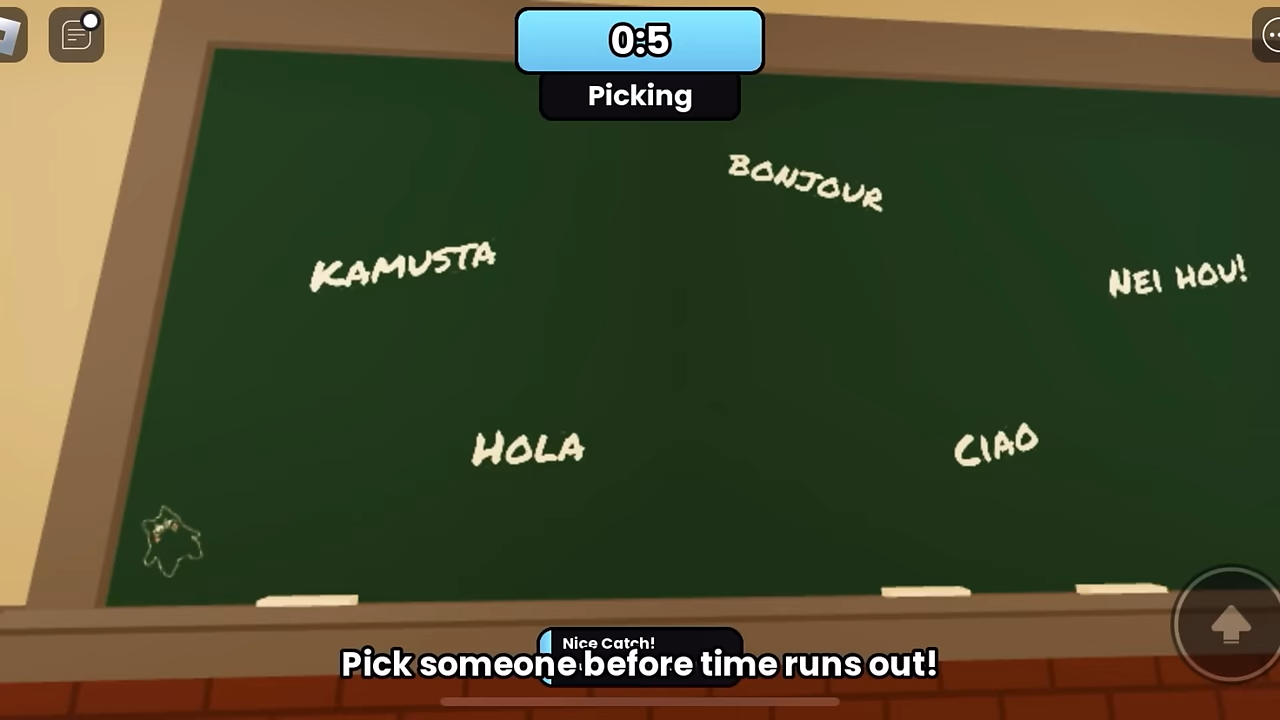 0:5
Picking
BONJOUR
KAMUSTA
NEI HOU!
HOLA
CIAO
Nice Catch!
Pick someone before time runs out!